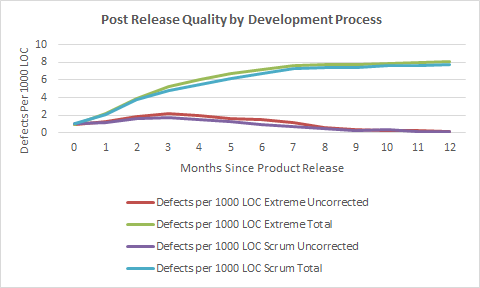 Post Release Quality by Development Process
Defects Per 1000 LOC
10
8
6
4
2
0
0 1 2 3 4 5 6 7 8 9 10 11 12
Months Since Product Release
Defects per 1000 LOC Extreme Uncorrected
Defects per 1000 LOC Extreme Total
Defects per 1000 LOC Scrum Uncorrected
Defects per 1000 LOC Scrum Total